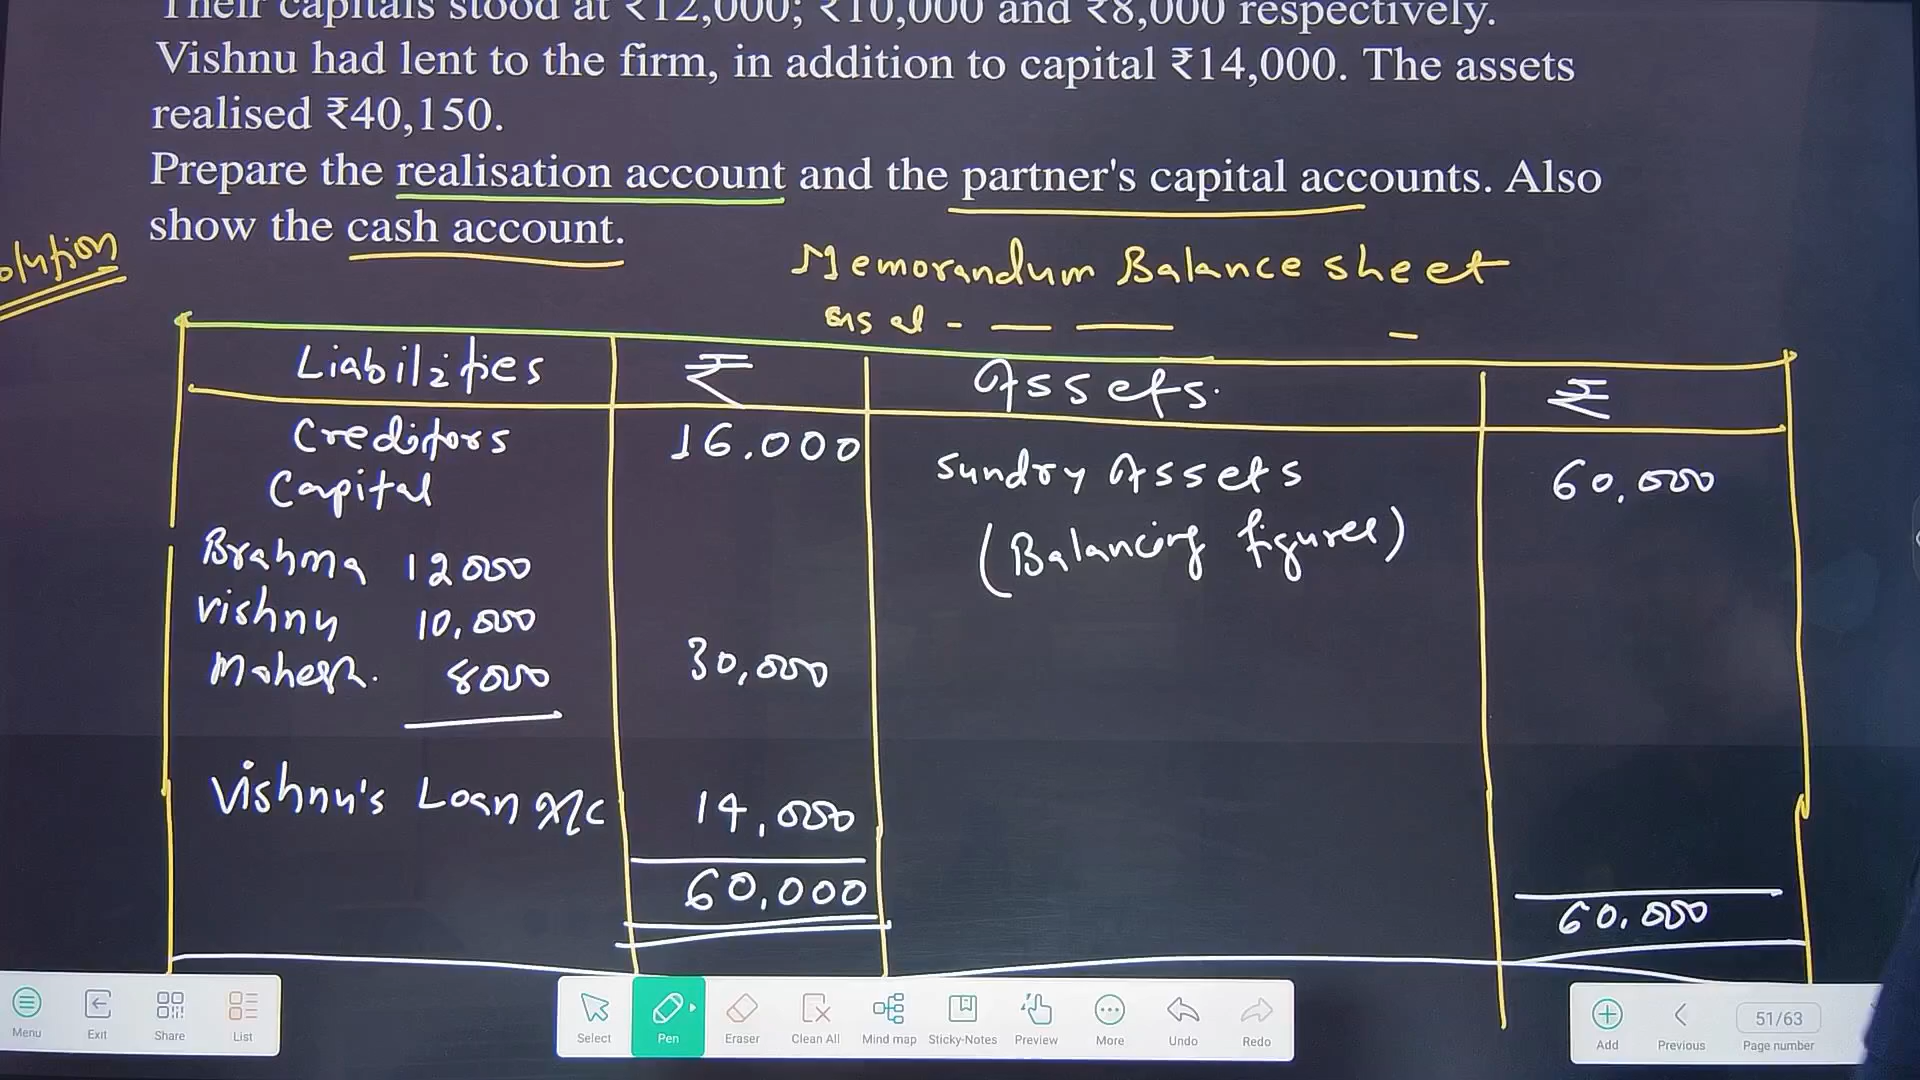 Their capitals stood at ₹12,000; ₹10,000 and ₹8,000 respectively.
Vishnu had lent to the firm, in addition to capital ₹14,000. The assets
realised ₹40,150.
Prepare the realisation account and the partner's capital accounts. Also
show the cash account.
olution
Memorandum Balance sheet
as at - — — —
Liabilities ₹ Assets. ₹
Creditors 16.000 Sundry Assets 60,000
Capital (Balancing figures)
Brahma 12000
Vishnu 10,000
Mahesh. 8000 30,000
Vishnu's Loan A/c 14,000
60,000 60,000
Menu Exit Share List Select Pen Eraser Clean All Mind map Sticky-Notes Preview More Undo Redo Add Previous 51/63 Page number